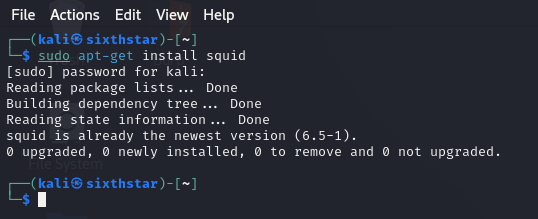 File Actions Edit View Help
┌──(kali㉿sixthstar)-[~]
└─$ sudo apt-get install squid
[sudo] password for kali:
Reading package lists... Done
Building dependency tree... Done
Reading state information... Done
squid is already the newest version (6.5-1).
0 upgraded, 0 newly installed, 0 to remove and 0 not upgraded.
File System
┌──(kali㉿sixthstar)-[~]
└─$